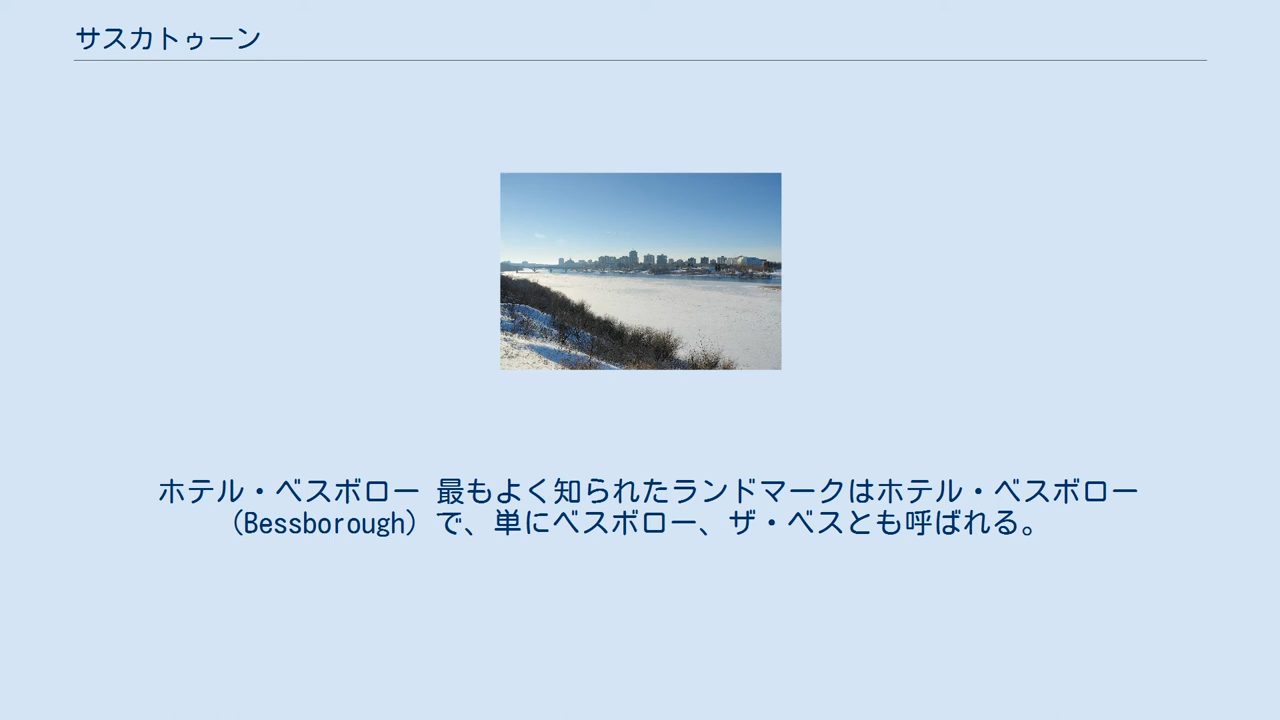 サスカトゥーン
ホテル・ベスボロー 最もよく知られたランドマークはホテル・ベスボロー
（Bessborough）で、単にベスボロー、ザ・ベスとも呼ばれる。